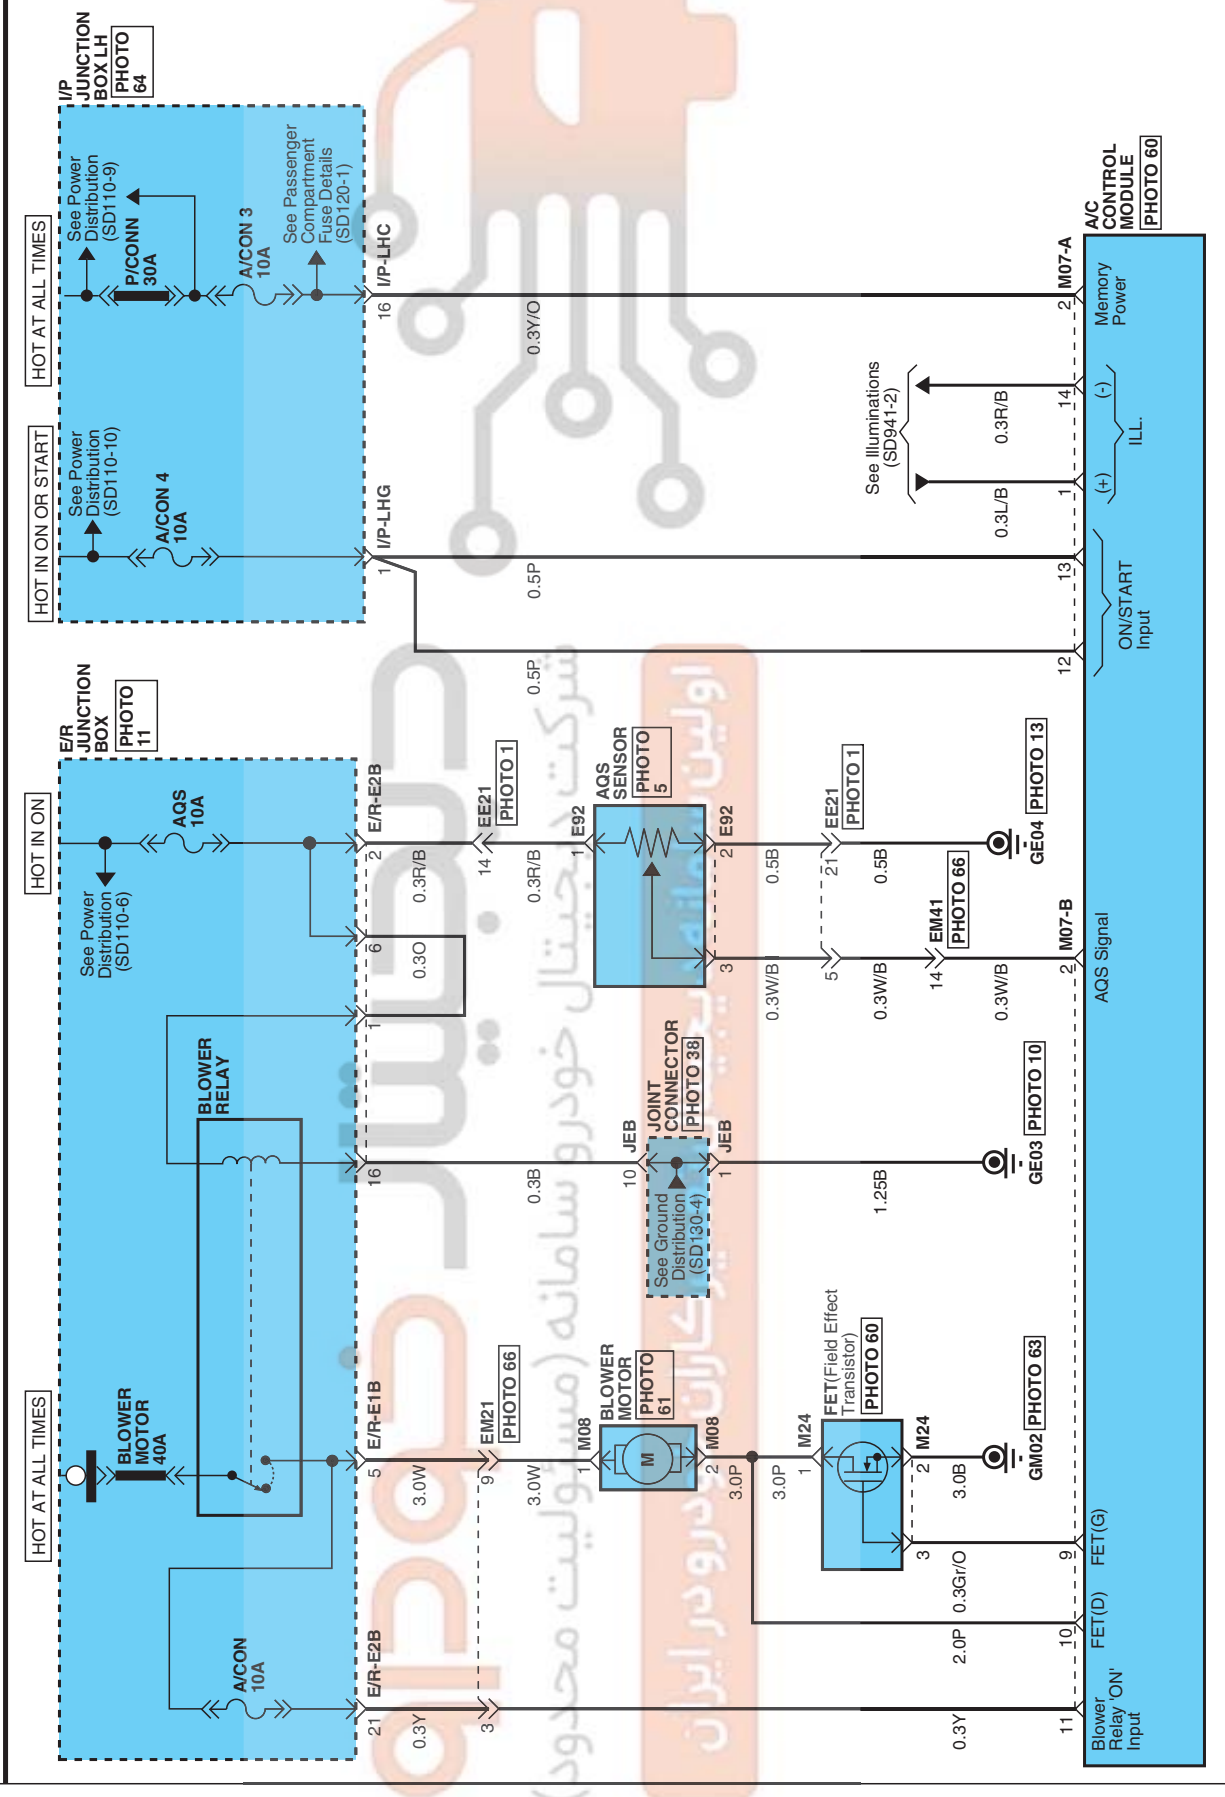 HOT AT ALL TIMES
HOT IN ON
HOT IN ON OR START
HOT AT ALL TIMES
BLOWER
MOTOR
40A
A/CON
10A
BLOWER
RELAY
See Power
Distribution
(SD110-6)
AQS
10A
E/R
JUNCTION
BOX
PHOTO
11
See Power
Distribution
(SD110-10)
A/CON 4
10A
See Power
Distribution
(SD110-9)
P/CONN
30A
A/CON 3
10A
See Passenger
Compartment
Fuse Details
(SD120-1)
I/P
JUNCTION
BOX LH
PHOTO
64
21
E/R-E2B
5
E/R-E1B
16
1
6
2
E/R-E2B
1
I/P-LHG
16
I/P-LHC
0.3Y
3.0W
0.3B
0.3O
0.3R/B
0.5P
0.5P
0.3Y/O
3
9
EM21
PHOTO 66
14
EE21
PHOTO 1
3.0W
0.3R/B
1
M08
BLOWER
MOTOR
PHOTO
61
M
2
M08
10
JEB
JOINT
CONNECTOR
PHOTO 38
See Ground
Distribution
(SD130-4)
1
JEB
1
E92
AQS
SENSOR
PHOTO
5
3
2
E92
3.0P
3.0P
0.3W/B
0.5B
5
21
EE21
PHOTO 1
1
M24
FET(Field Effect
Transistor)
PHOTO 60
3
2
M24
1.25B
0.3W/B
0.5B
14
EM41
PHOTO 66
See Illuminations
(SD941-2)
0.3Y
2.0P
0.3Gr/O
3.0B
0.3W/B
0.3L/B
0.3R/B
GM02
PHOTO 63
GE03
PHOTO 10
GE04
PHOTO 13
11
10
9
2
M07-B
12
13
1
14
2
M07-A
Blower
Relay 'ON'
Input
FET(D)
FET(G)
AQS Signal
ON/START
Input
(+)
(-)
ILL.
Memory
Power
A/C
CONTROL
MODULE
PHOTO 60
شرکت دیجیتال خودرو سامانه (مسئولیت محدود)